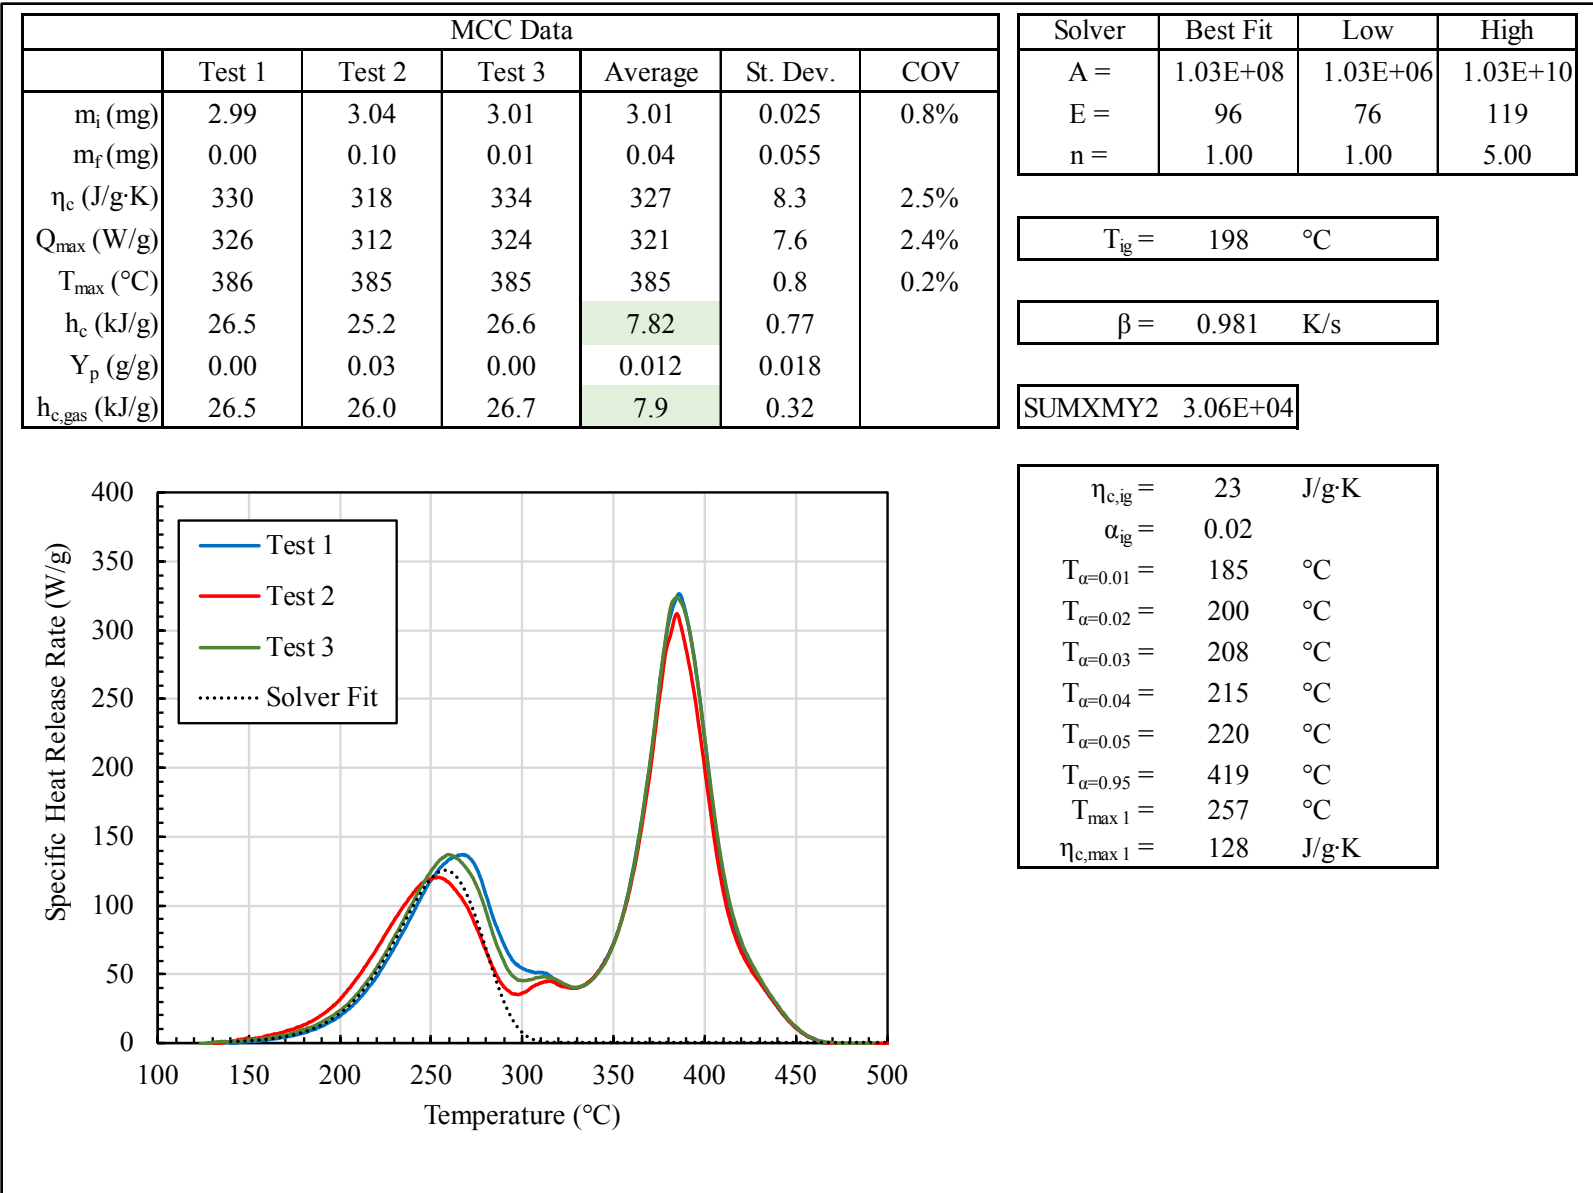 MCC Data
Test 1 Test 2 Test 3 Average St. Dev. COV
mi (mg) 2.99 3.04 3.01 3.01 0.025 0.8%
mf (mg) 0.00 0.10 0.01 0.04 0.055
ηc (J/g·K) 330 318 334 327 8.3 2.5%
Qmax (W/g) 326 312 324 321 7.6 2.4%
Tmax (°C) 386 385 385 385 0.8 0.2%
hc (kJ/g) 26.5 25.2 26.6 7.82 0.77
Yp (g/g) 0.00 0.03 0.00 0.012 0.018
hc,gas (kJ/g) 26.5 26.0 26.7 7.9 0.32
Solver Best Fit Low High
A = 1.03E+08 1.03E+06 1.03E+10
E = 96 76 119
n = 1.00 1.00 5.00
Tig = 198 °C
β = 0.981 K/s
SUMXMY2 3.06E+04
ηc,ig = 23 J/g·K
αig = 0.02
Tα=0.01 = 185 °C
Tα=0.02 = 200 °C
Tα=0.03 = 208 °C
Tα=0.04 = 215 °C
Tα=0.05 = 220 °C
Tα=0.95 = 419 °C
Tmax 1 = 257 °C
ηc,max 1 = 128 J/g·K
Specific Heat Release Rate (W/g)
400
350
300
250
200
150
100
50
0
Test 1
Test 2
Test 3
Solver Fit
100 150 200 250 300 350 400 450 500
Temperature (°C)